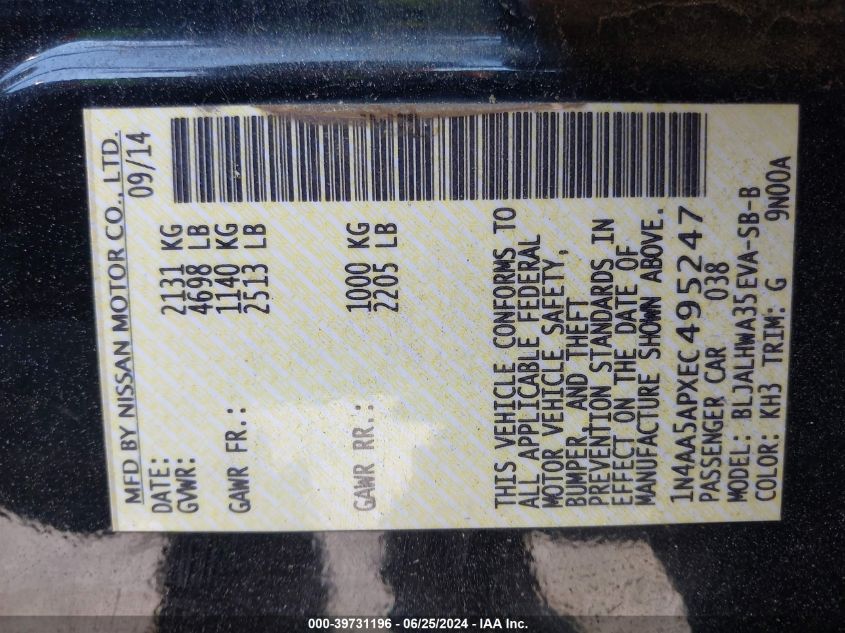 MFD BY NISSAN MOTOR CO., LTD.
DATE: 09/14
GVWR: 2131 KG
4698 LB
GAWR FR.: 1140 KG
2513 LB
GAWR RR.: 1000 KG
2205 LB
THIS VEHICLE CONFORMS TO
ALL APPLICABLE FEDERAL
MOTOR VEHICLE SAFETY,
BUMPER, AND THEFT
PREVENTION STANDARDS IN
EFFECT ON THE DATE OF
MANUFACTURE SHOWN ABOVE.
1N4AA5APXEC495247
PASSENGER CAR 038
MODEL: BLJALHWA35EVA-SB-B
COLOR: KH3 TRIM: G 9N00A
000-39731196 - 06/25/2024 - IAA Inc.